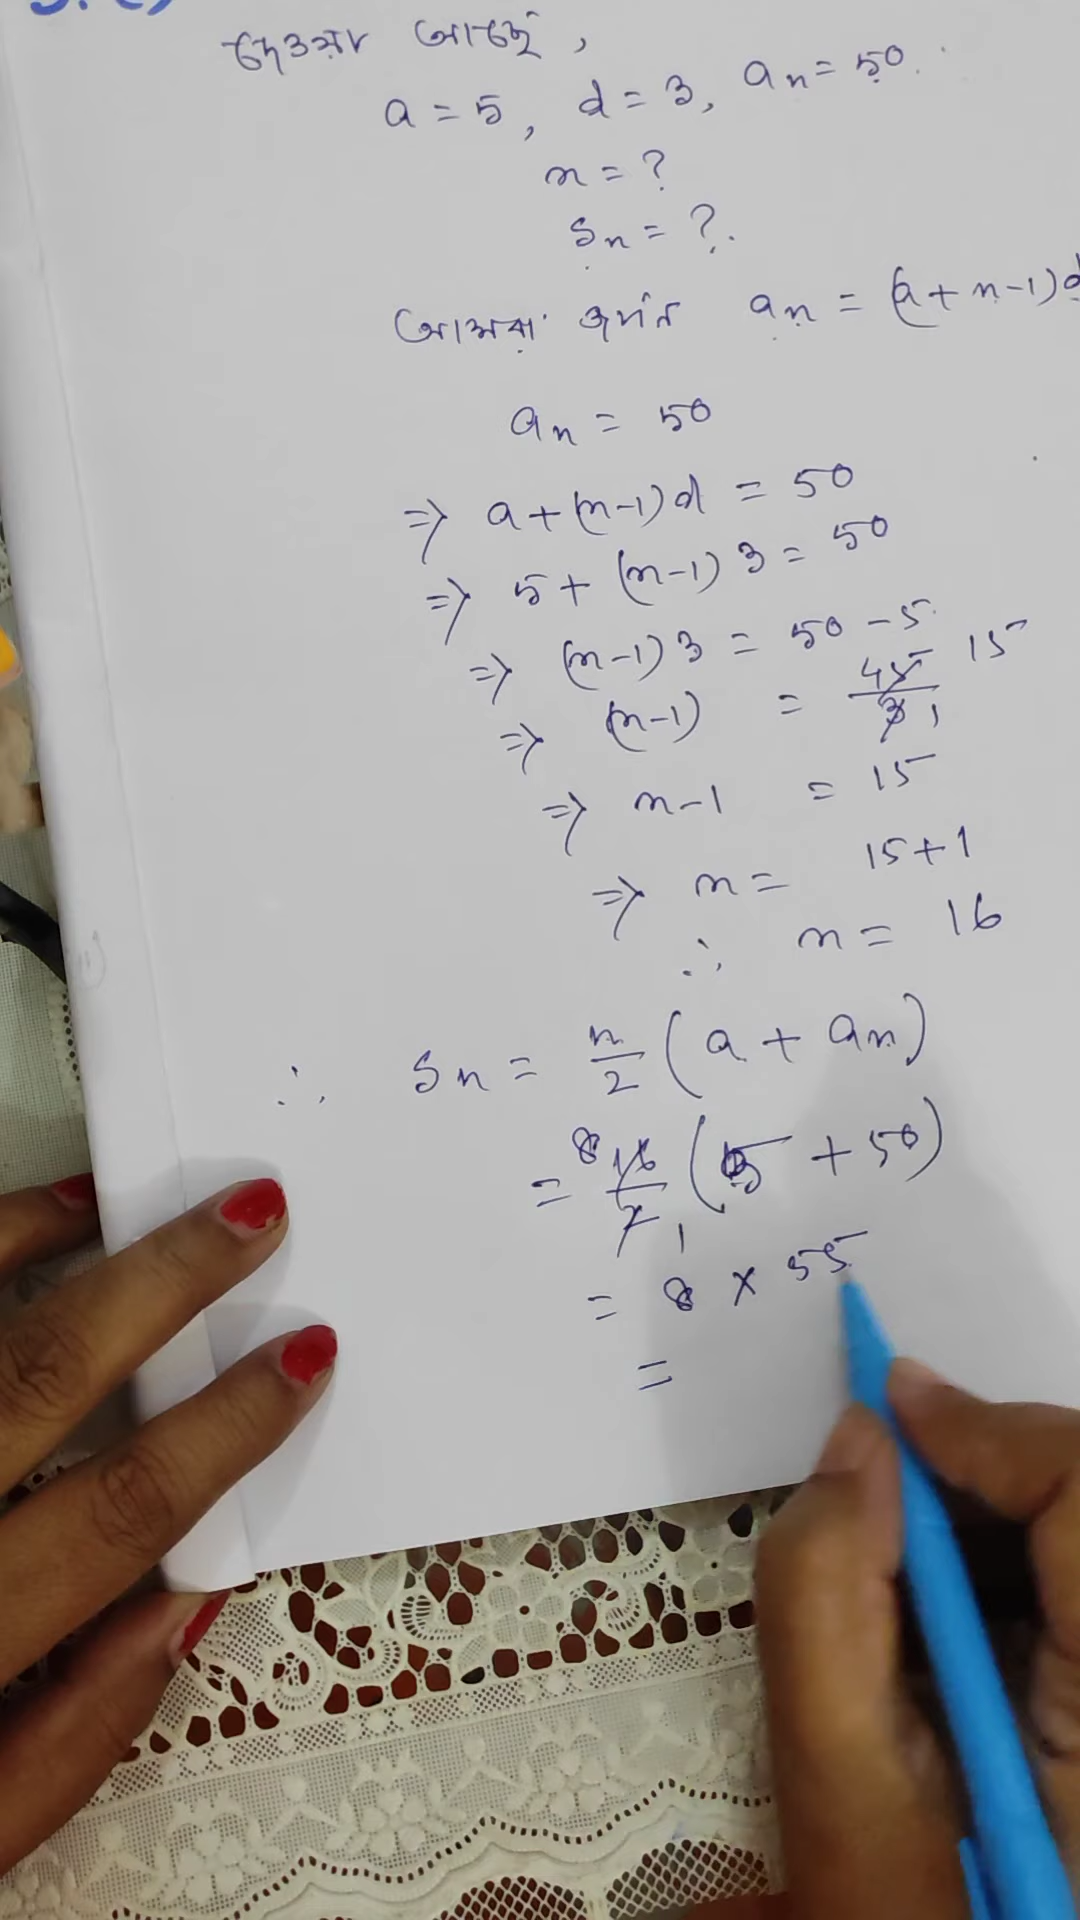 দেওয়া আছে,
a = 5, d = 3, an = 50.
n = ?
Sn = ?.
an = (a + n-1)d
an = 50
⇒ a + (n-1)d = 50
⇒ 5 + (n-1) 3 = 50
⇒ (n-1) 3 = 50 - 5
⇒ (n-1) = 45/3 15 1
⇒ n-1 = 15
⇒ n = 15+1
∴ n = 16
∴ Sn = n/2 (a + an)
= 8 16/2 1 (5 + 50)
= 8 × 55
=